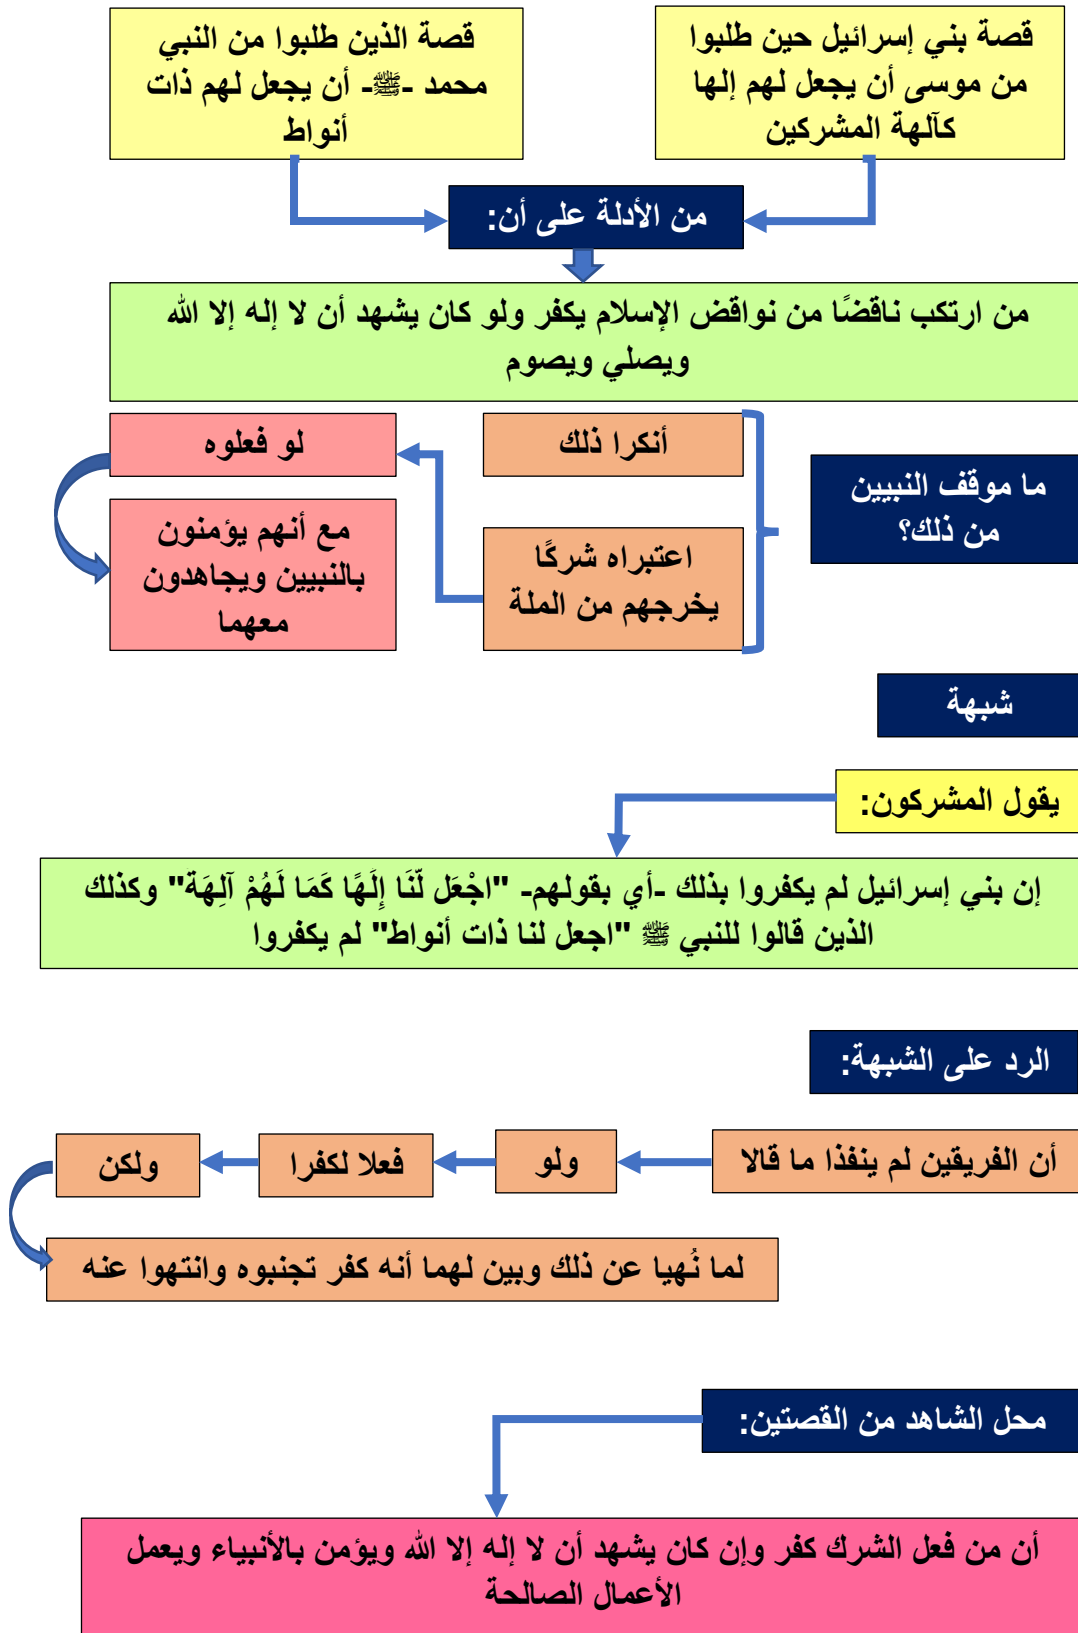 قصة بني إسرائيل حين طلبوا
من موسى أن يجعل لهم إلها
كآلهة المشركين
قصة الذين طلبوا من النبي
محمد -ﷺ- أن يجعل لهم ذات
أنواط
من الأدلة على أن:
من ارتكب ناقضًا من نواقض الإسلام يكفر ولو كان يشهد أن لا إله إلا الله
ويصلي ويصوم
ما موقف النبيين
من ذلك؟
أنكرا ذلك
اعتبراه شركًا
يخرجهم من الملة
لو فعلوه
مع أنهم يؤمنون
بالنبيين ويجاهدون
معهما
شبهة
يقول المشركون:
إن بني إسرائيل لم يكفروا بذلك -أي بقولهم- "اجْعَل لَّنَا إِلَهًا كَمَا لَهُمْ آلِهَة" وكذلك
الذين قالوا للنبي ﷺ "اجعل لنا ذات أنواط" لم يكفروا
الرد على الشبهة:
أن الفريقين لم ينفذا ما قالا
ولو
فعلا لكفرا
ولكن
لما نُهيا عن ذلك وبين لهما أنه كفر تجنبوه وانتهوا عنه
محل الشاهد من القصتين:
أن من فعل الشرك كفر وإن كان يشهد أن لا إله إلا الله ويؤمن بالأنبياء ويعمل
الأعمال الصالحة